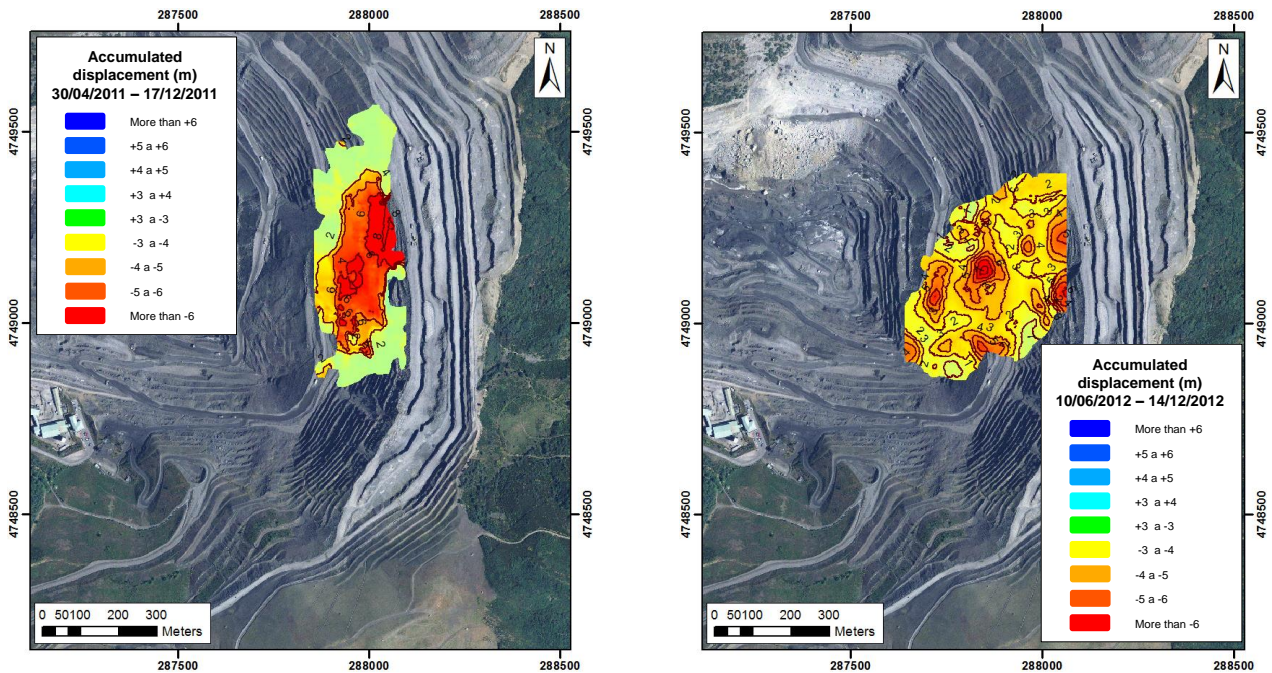 287500 288000 288500
Accumulated
displacement (m)
30/04/2011 – 17/12/2011
More than +6
+5 a +6
+4 a +5
+3 a +4
+3 a -3
-3 a -4
-4 a -5
-5 a -6
More than -6
N
4749500
4749000
4748500
4749500
4749000
4748500
0 50100 200 300
Meters
287500 288000 288500
287500 288000 288500
N
4749500
4749000
4748500
4749500
4749000
4748500
Accumulated
displacement (m)
10/06/2012 – 14/12/2012
More than +6
+5 a +6
+4 a +5
+3 a +4
+3 a -3
-3 a -4
-4 a -5
-5 a -6
More than -6
0 50100 200 300
Meters
287500 288000 288500